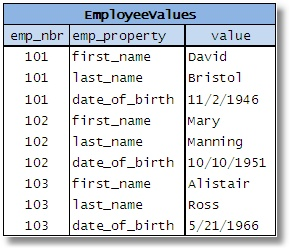 EmployeeValues
emp_nbr emp_property value
101 first_name David
101 last_name Bristol
101 date_of_birth 11/2/1946
102 first_name Mary
102 last_name Manning
102 date_of_birth 10/10/1951
103 first_name Alistair
103 last_name Ross
103 date_of_birth 5/21/1966